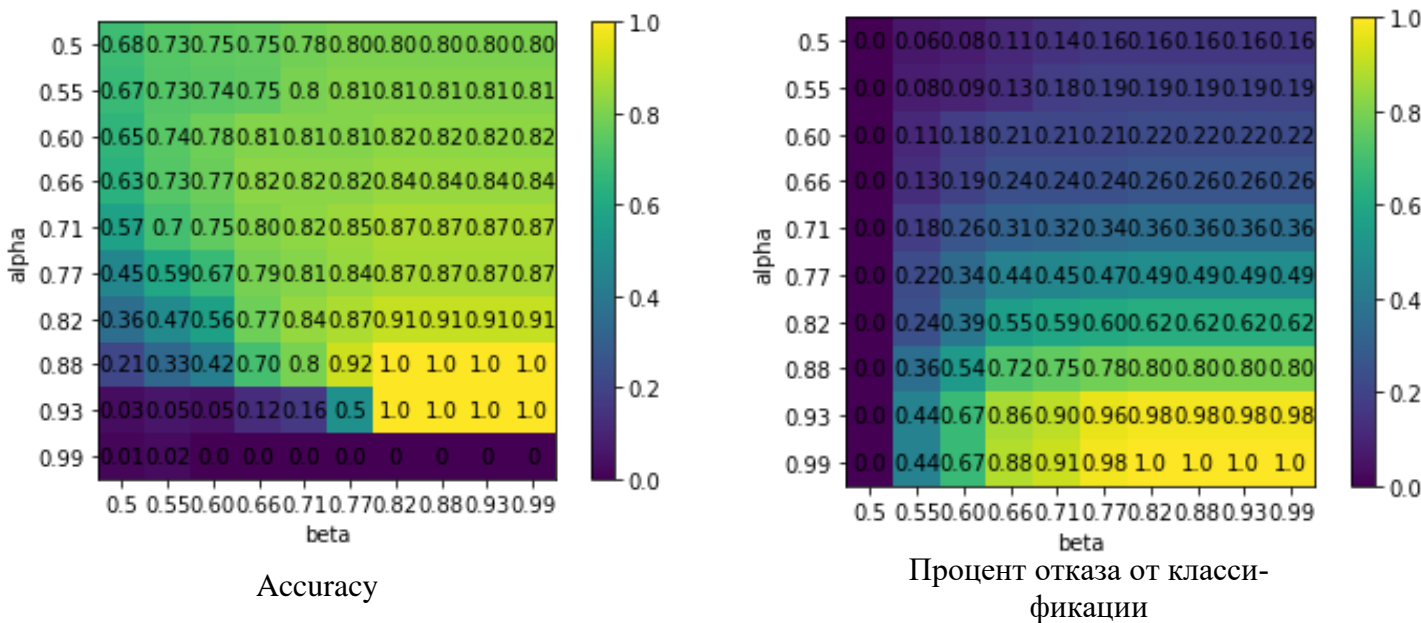 0.5 0.68 0.73 0.75 0.75 0.78 0.80 0.80 0.80 0.80 0.80
0.55 0.67 0.73 0.74 0.75 0.8 0.81 0.81 0.81 0.81 0.81
0.60 0.65 0.74 0.78 0.81 0.81 0.81 0.82 0.82 0.82 0.82
0.66 0.63 0.73 0.77 0.82 0.82 0.82 0.84 0.84 0.84 0.84
0.71 0.57 0.7 0.75 0.80 0.82 0.85 0.87 0.87 0.87 0.87
0.77 0.45 0.59 0.67 0.79 0.81 0.84 0.87 0.87 0.87 0.87
0.82 0.36 0.47 0.56 0.77 0.84 0.87 0.91 0.91 0.91 0.91
0.88 0.21 0.33 0.42 0.70 0.8 0.92 1.0 1.0 1.0 1.0
0.93 0.03 0.05 0.05 0.12 0.16 0.5 1.0 1.0 1.0 1.0
0.99 0.01 0.02 0.0 0.0 0.0 0.0 0 0 0 0
0.5 0.55 0.60 0.66 0.71 0.77 0.82 0.88 0.93 0.99
alpha
beta
1.0
0.8
0.6
0.4
0.2
0.0
Accuracy
0.5 0.0 0.06 0.08 0.11 0.14 0.16 0.16 0.16 0.16 0.16
0.55 0.0 0.08 0.09 0.13 0.18 0.19 0.19 0.19 0.19 0.19
0.60 0.0 0.11 0.18 0.21 0.21 0.21 0.22 0.22 0.22 0.22
0.66 0.0 0.13 0.19 0.24 0.24 0.24 0.26 0.26 0.26 0.26
0.71 0.0 0.18 0.26 0.31 0.32 0.34 0.36 0.36 0.36 0.36
0.77 0.0 0.22 0.34 0.44 0.45 0.47 0.49 0.49 0.49 0.49
0.82 0.0 0.24 0.39 0.55 0.59 0.60 0.62 0.62 0.62 0.62
0.88 0.0 0.36 0.54 0.72 0.75 0.78 0.80 0.80 0.80 0.80
0.93 0.0 0.44 0.67 0.86 0.90 0.96 0.98 0.98 0.98 0.98
0.99 0.0 0.44 0.67 0.88 0.91 0.98 1.0 1.0 1.0 1.0
0.5 0.55 0.60 0.66 0.71 0.77 0.82 0.88 0.93 0.99
alpha
beta
1.0
0.8
0.6
0.4
0.2
0.0
Процент отказа от класси-
фикации